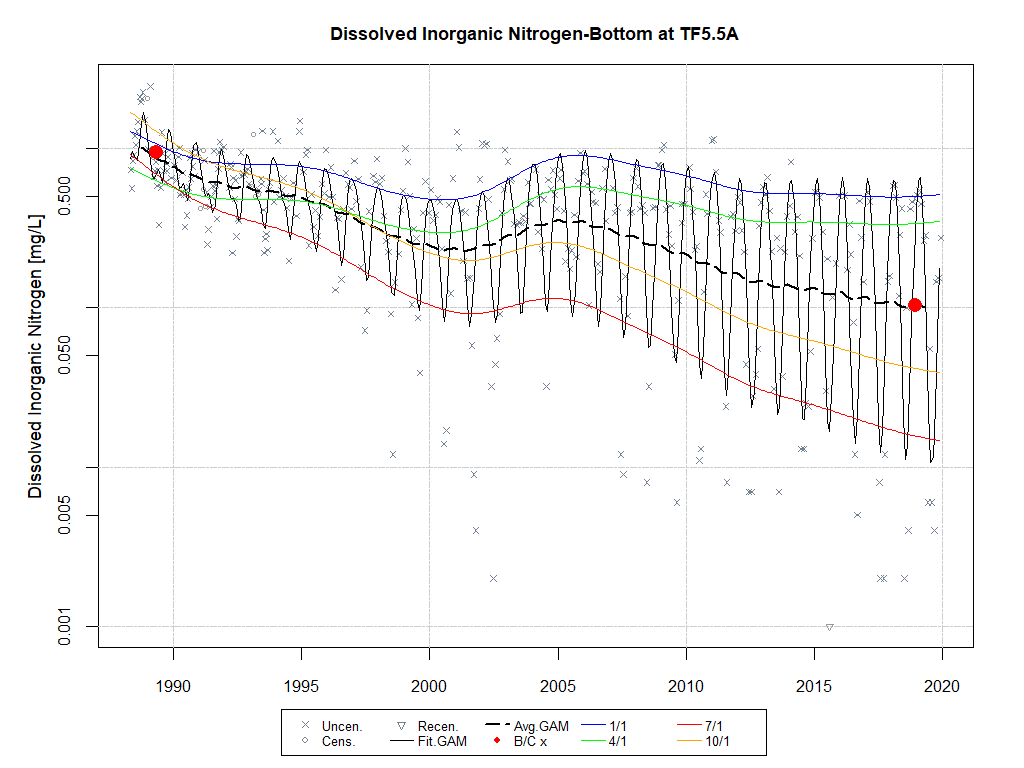 Dissolved Inorganic Nitrogen-Bottom at TF5.5A
Dissolved Inorganic Nitrogen [mg/L]
0.500
0.050
0.005
0.001
1990 1995 2000 2005 2010 2015 2020
Uncen. Recen. Avg.GAM 1/1 7/1
Cens. Fit.GAM B/C x 4/1 10/1